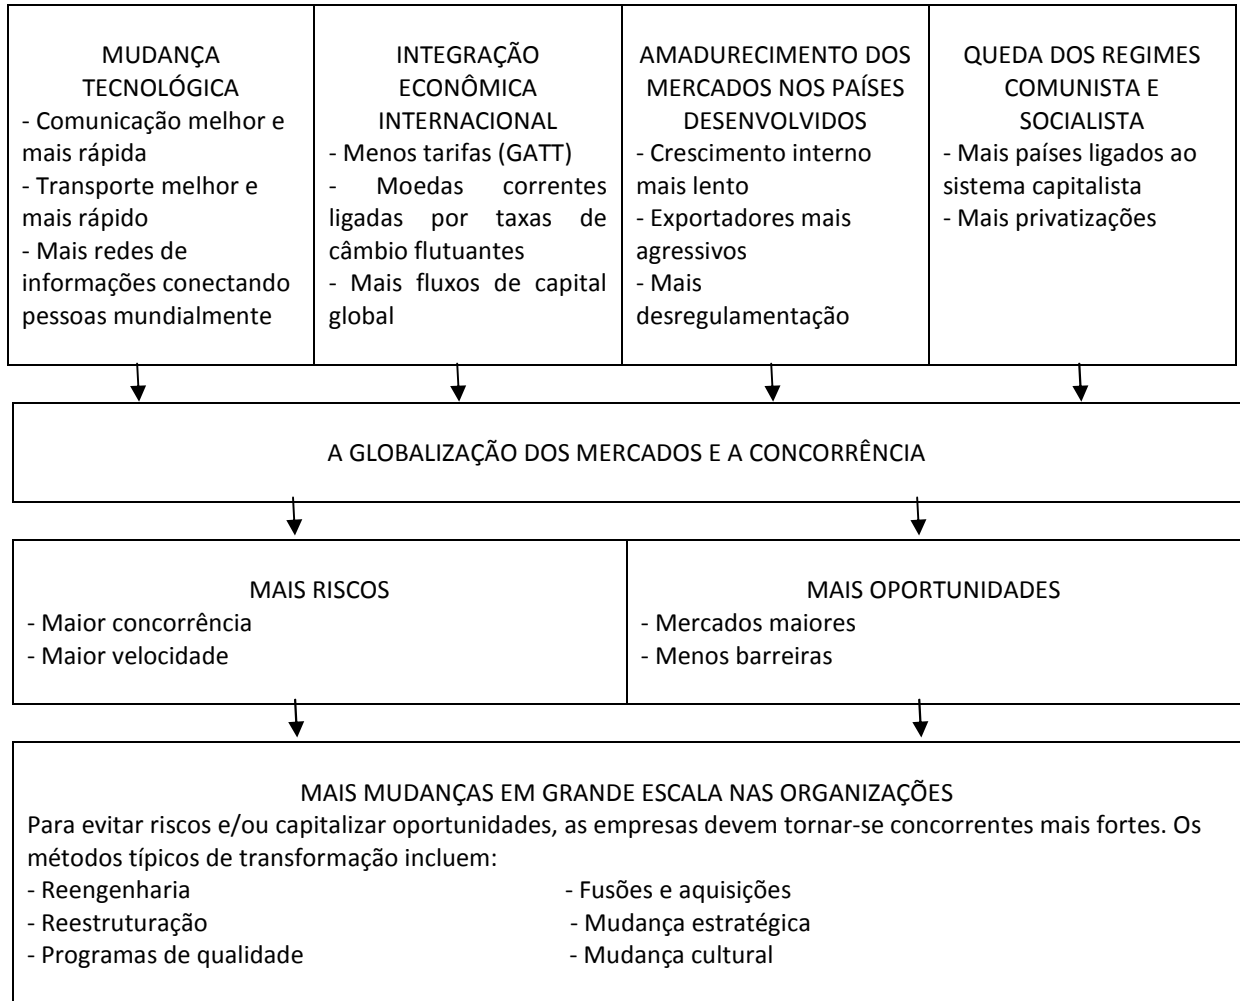 MUDANÇA
TECNOLÓGICA
- Comunicação melhor e
mais rápida
- Transporte melhor e
mais rápido
- Mais redes de
informações conectando
pessoas mundialmente
INTEGRAÇÃO
ECONÔMICA
INTERNACIONAL
- Menos tarifas (GATT)
- Moedas correntes
ligadas por taxas de
câmbio flutuantes
- Mais fluxos de capital
global
AMADURECIMENTO DOS
MERCADOS NOS PAÍSES
DESENVOLVIDOS
- Crescimento interno
mais lento
- Exportadores mais
agressivos
- Mais
desregulamentação
QUEDA DOS REGIMES
COMUNISTA E
SOCIALISTA
- Mais países ligados ao
sistema capitalista
- Mais privatizações
A GLOBALIZAÇÃO DOS MERCADOS E A CONCORRÊNCIA
MAIS RISCOS
- Maior concorrência
- Maior velocidade
MAIS OPORTUNIDADES
- Mercados maiores
- Menos barreiras
MAIS MUDANÇAS EM GRANDE ESCALA NAS ORGANIZAÇÕES
Para evitar riscos e/ou capitalizar oportunidades, as empresas devem tornar-se concorrentes mais fortes. Os
métodos típicos de transformação incluem:
- Reengenharia - Fusões e aquisições
- Reestruturação - Mudança estratégica
- Programas de qualidade - Mudança cultural